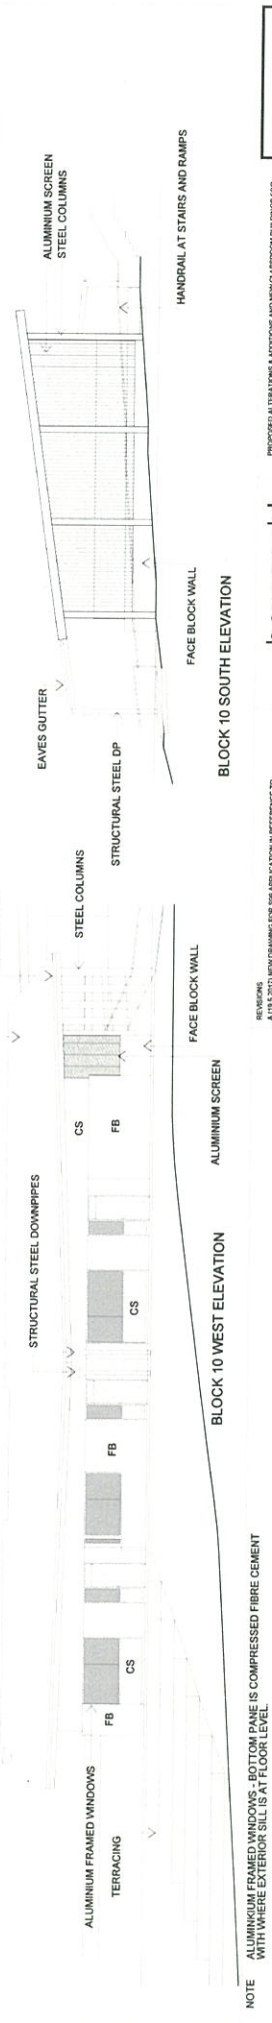 STRUCTURAL STEEL DOWNPIPES
ALUMINIUM FRAMED WINDOWS
TERRACING
FB
CS
FB
CS
CS
FB
STEEL COLUMNS
FACE BLOCK WALL
ALUMINIUM SCREEN
BLOCK 10 WEST ELEVATION
EAVES GUTTER
STRUCTURAL STEEL DP
ALUMINIUM SCREEN
STEEL COLUMNS
FACE BLOCK WALL
HANDRAIL AT STAIRS AND RAMPS
BLOCK 10 SOUTH ELEVATION
NOTE
ALUMINKIUM FRAMED WINDOWS - BOTTOM PANE IS COMPRESSED FIBRE CEMENT
WITH WHERE EXTERIOR SILL IS AT FLOOR LEVEL.
REVISIONS